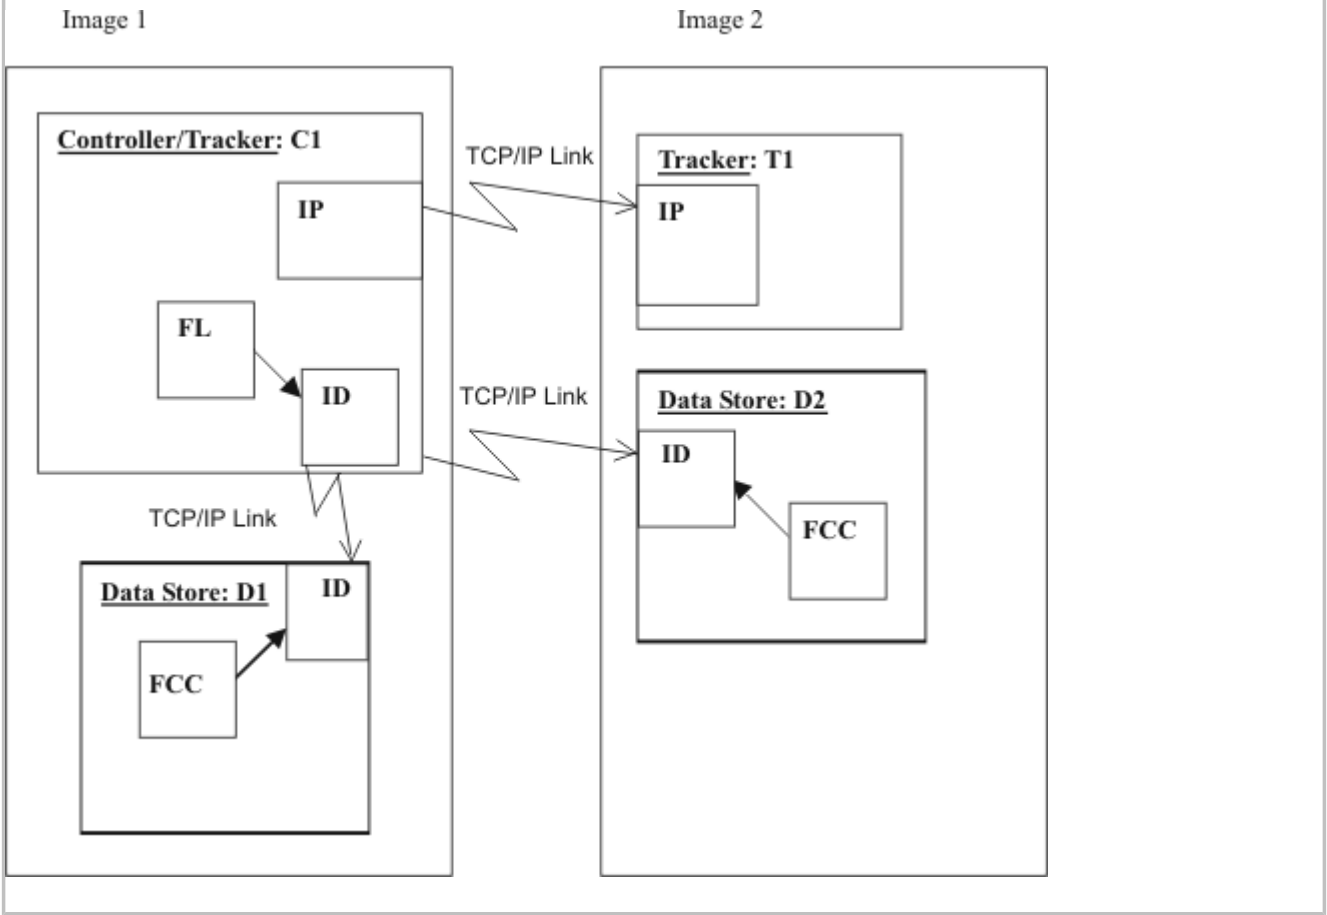 Image 1
Image 2
Controller/Tracker: C1
TCP/IP Link
Tracker: T1
IP
IP
FL
ID
TCP/IP Link
Data Store: D2
ID
FCC
TCP/IP Link
Data Store: D1
ID
FCC